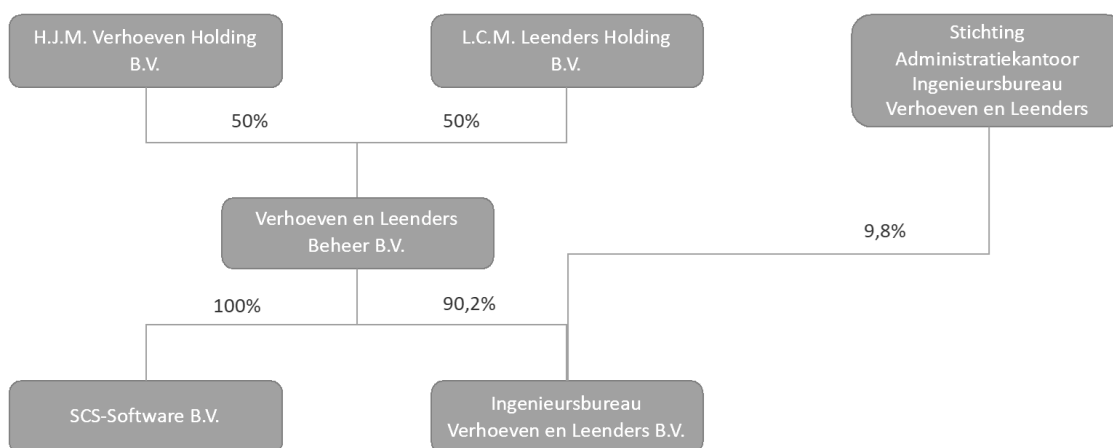 H.J.M. Verhoeven Holding
B.V.
L.C.M. Leenders Holding
B.V.
Stichting
Administratiekantoor
Ingenieursbureau
Verhoeven en Leenders
50%
50%
Verhoeven en Leenders
Beheer B.V.
9,8%
100%
90,2%
SCS-Software B.V.
Ingenieursbureau
Verhoeven en Leenders B.V.